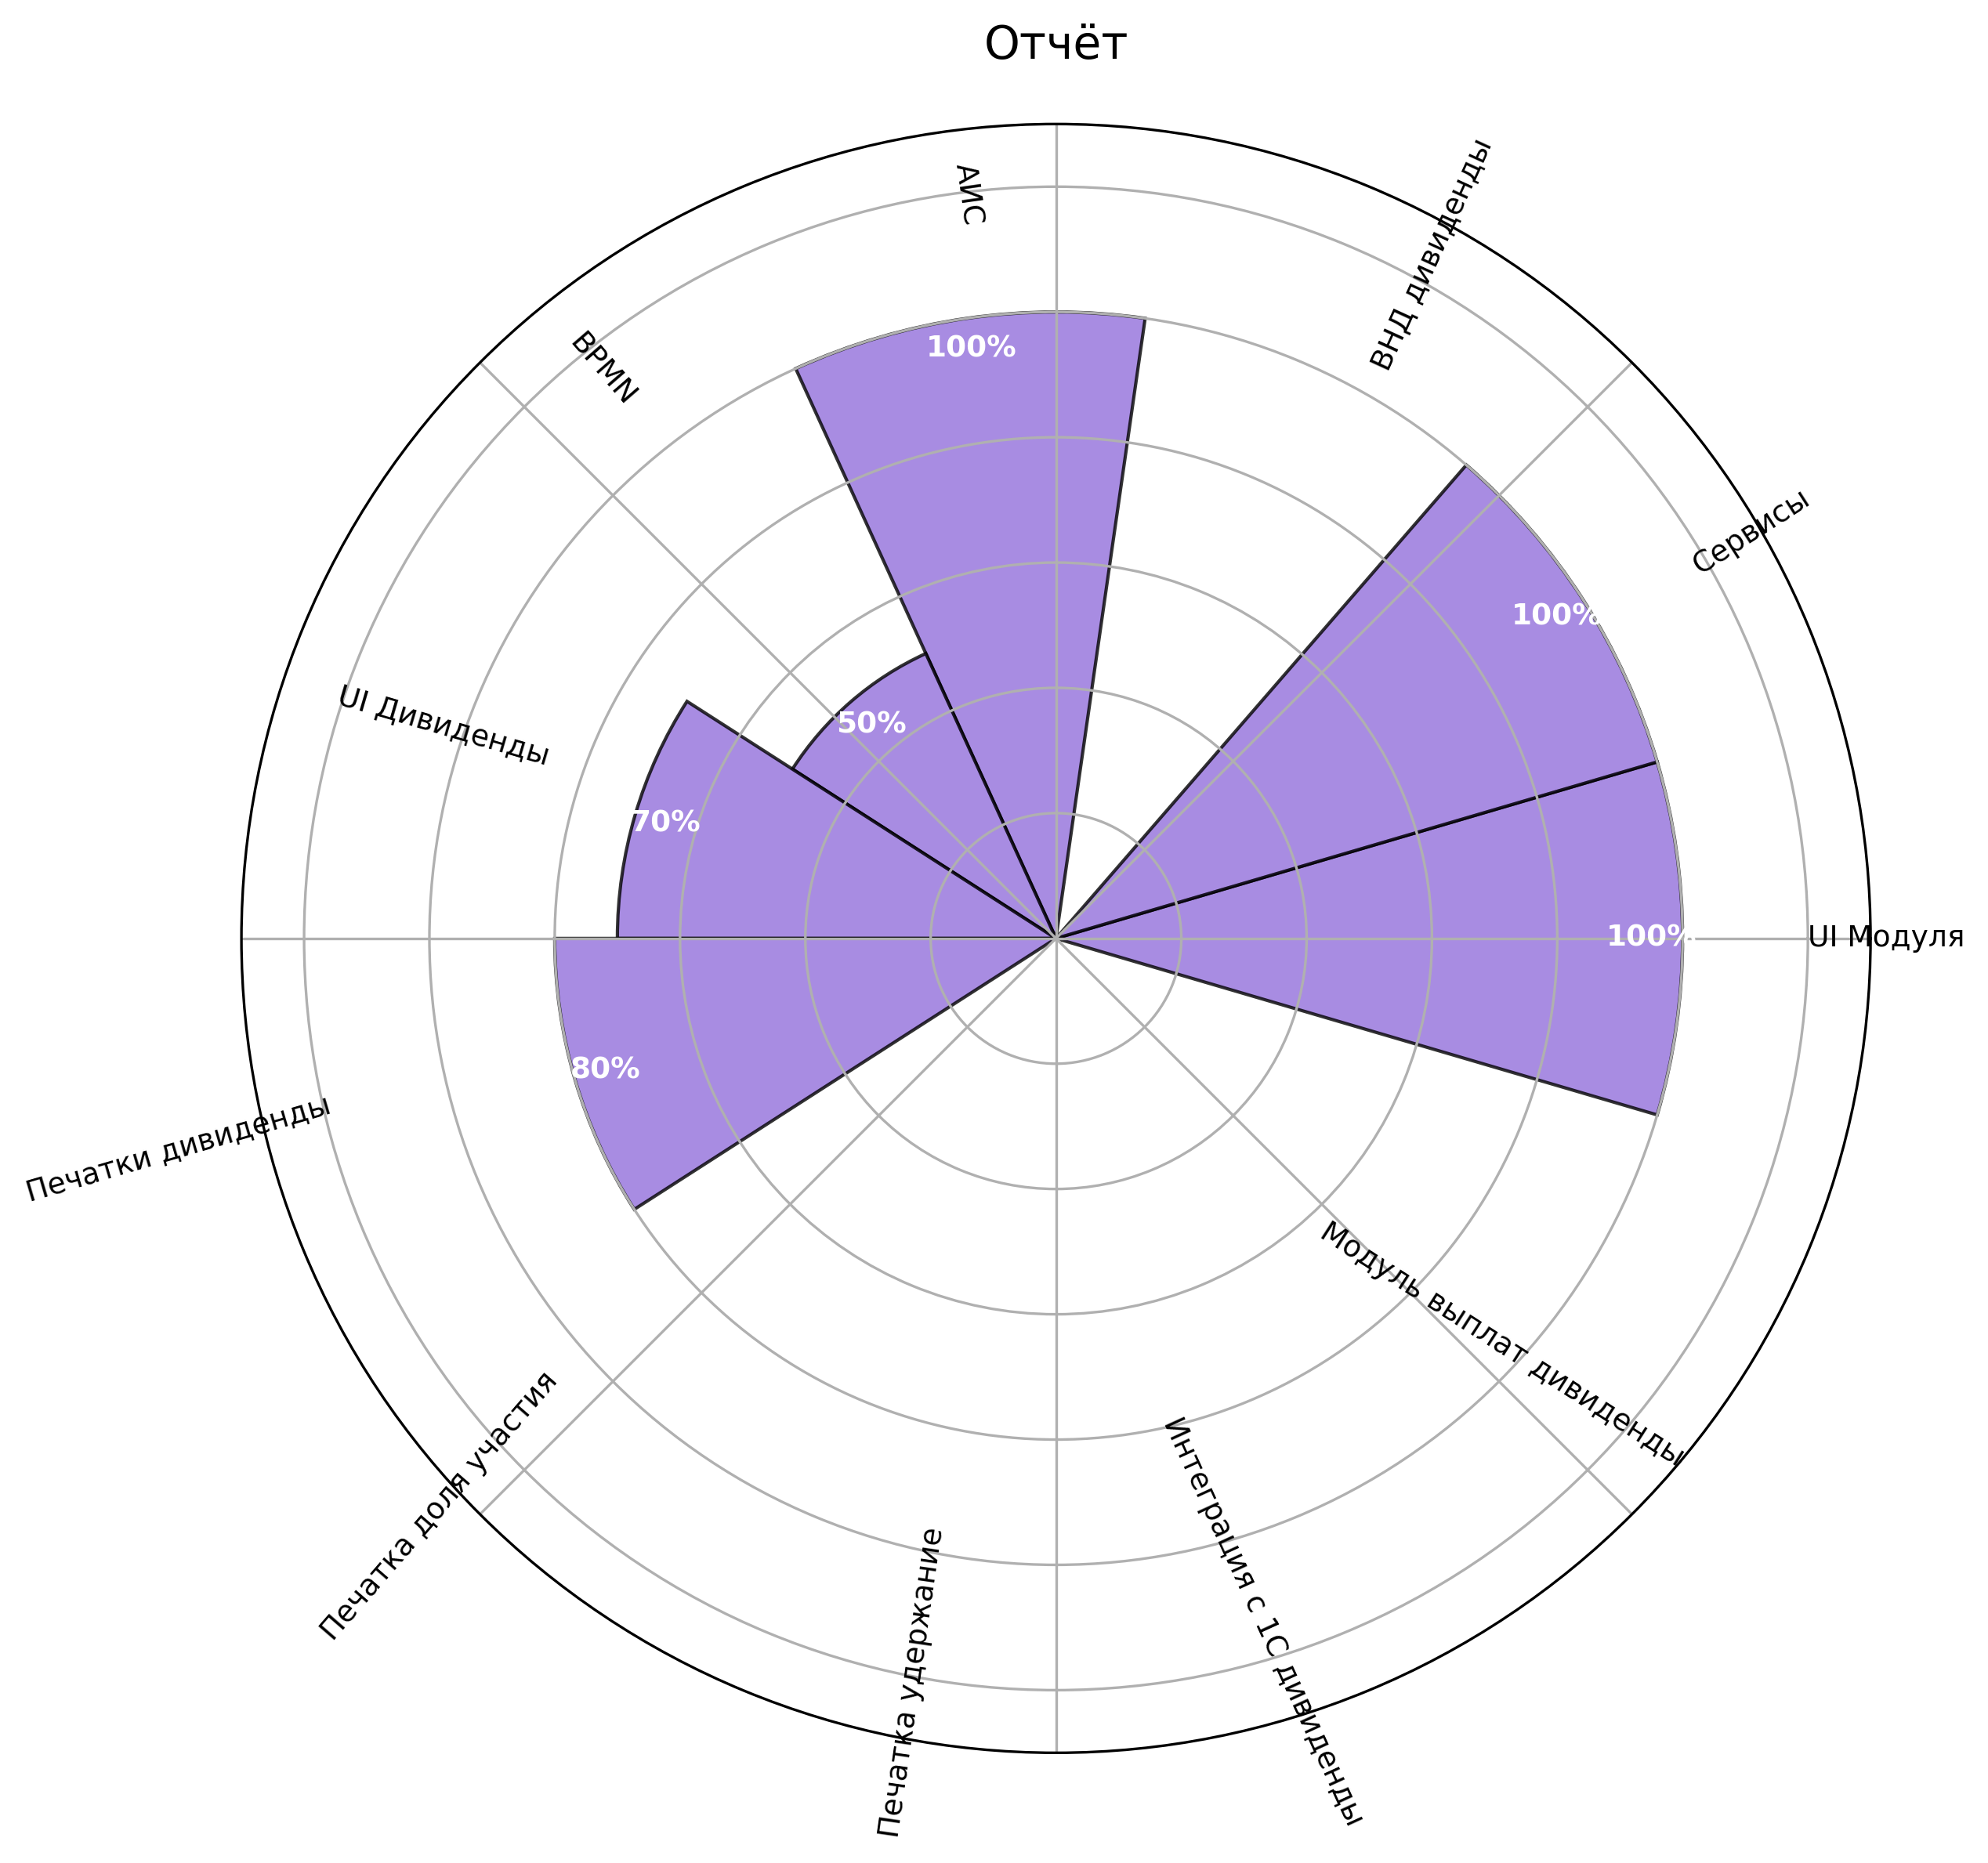 Отчёт
ВНД дивиденды
АИС
BPMN
Сервисы
100%
100%
UI Дивиденды
50%
70%
100%
UI Модуля
80%
Печатки дивиденды
Модуль выплат дивиденды
Печатка доля участия
Интеграция с 1С дивиденды
Печатка удержание